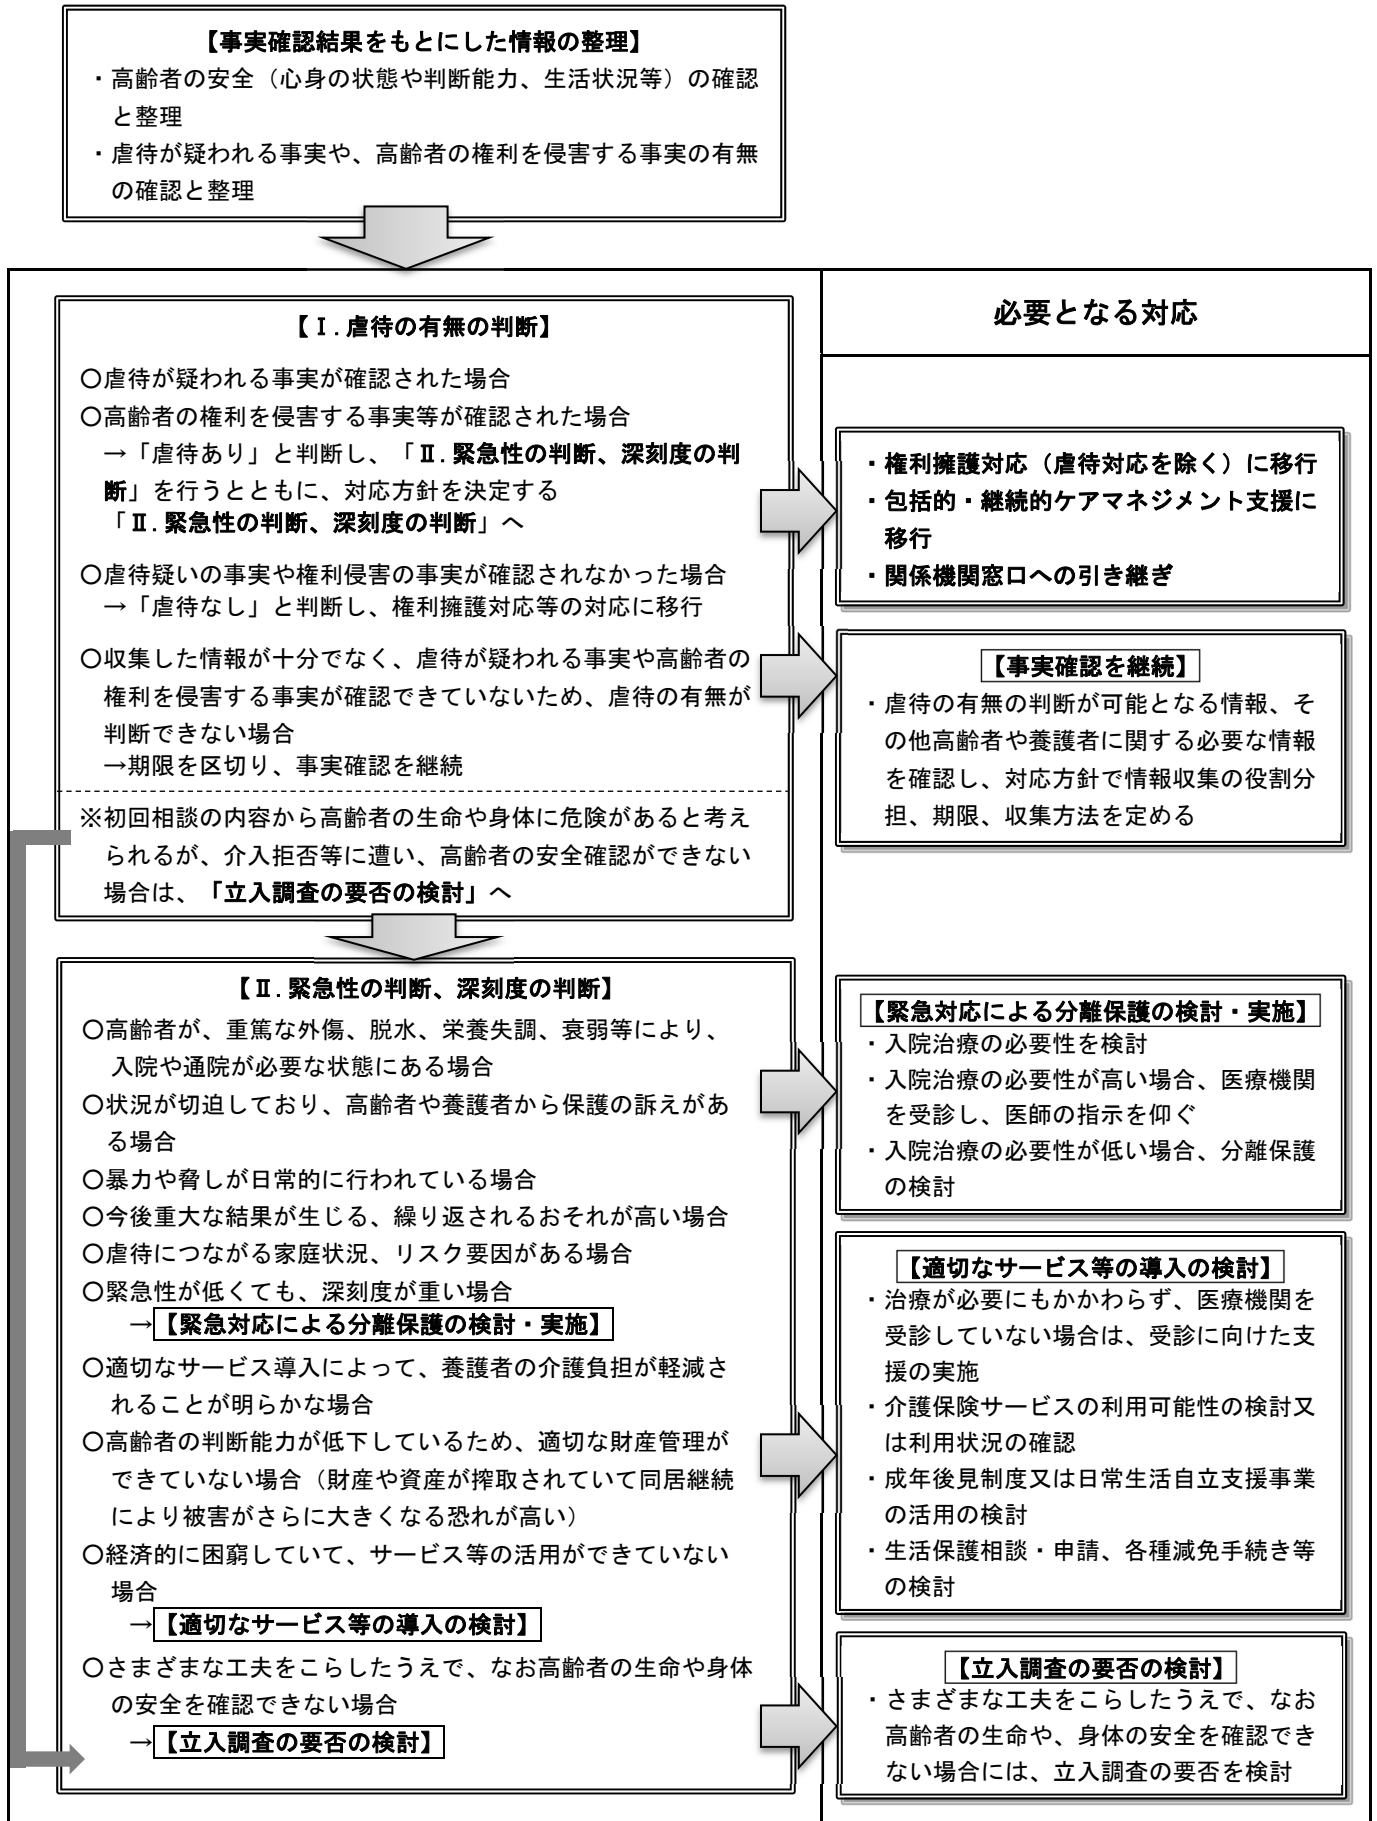 【事実確認結果をもとにした情報の整理】
・高齢者の安全（心身の状態や判断能力、生活状況等）の確認
と整理
・虐待が疑われる事実や、高齢者の権利を侵害する事実の有無
の確認と整理
【Ⅰ.虐待の有無の判断】
〇虐待が疑われる事実が確認された場合
〇高齢者の権利を侵害する事実等が確認された場合
→「虐待あり」と判断し、「Ⅱ.緊急性の判断、深刻度の判
断」を行うとともに、対応方針を決定する
「Ⅱ.緊急性の判断、深刻度の判断」へ
〇虐待疑いの事実や権利侵害の事実が確認されなかった場合
→「虐待なし」と判断し、権利擁護対応等の対応に移行
〇収集した情報が十分でなく、虐待が疑われる事実や高齢者の
権利を侵害する事実が確認できていないため、虐待の有無が
判断できない場合
→期限を区切り、事実確認を継続
※初回相談の内容から高齢者の生命や身体に危険があると考え
られるが、介入拒否等に遭い、高齢者の安全確認ができない
場合は、「立入調査の要否の検討」へ
必要となる対応
・権利擁護対応（虐待対応を除く）に移行
・包括的・継続的ケアマネジメント支援に
移行
・関係機関窓口への引き継ぎ
【事実確認を継続】
・虐待の有無の判断が可能となる情報、そ
の他高齢者や養護者に関する必要な情報
を確認し、対応方針で情報収集の役割分
担、期限、収集方法を定める
【Ⅱ.緊急性の判断、深刻度の判断】
〇高齢者が、重篤な外傷、脱水、栄養失調、衰弱等により、
入院や通院が必要な状態にある場合
〇状況が切迫しており、高齢者や養護者から保護の訴えがあ
る場合
〇暴力や脅しが日常的に行われている場合
〇今後重大な結果が生じる、繰り返されるおそれが高い場合
〇虐待につながる家庭状況、リスク要因がある場合
〇緊急性が低くても、深刻度が重い場合
→【緊急対応による分離保護の検討・実施】
〇適切なサービス導入によって、養護者の介護負担が軽減さ
れることが明らかな場合
〇高齢者の判断能力が低下しているため、適切な財産管理が
できていない場合（財産や資産が搾取されていて同居継続
により被害がさらに大きくなる恐れが高い）
〇経済的に困窮していて、サービス等の活用ができていない
場合
→【適切なサービス等の導入の検討】
〇さまざまな工夫をこらしたうえで、なお高齢者の生命や身体
の安全を確認できない場合
→【立入調査の要否の検討】
【緊急対応による分離保護の検討・実施】
・入院治療の必要性を検討
・入院治療の必要性が高い場合、医療機関
を受診し、医師の指示を仰ぐ
・入院治療の必要性が低い場合、分離保護
の検討
【適切なサービス等の導入の検討】
・治療が必要にもかかわらず、医療機関を
受診していない場合は、受診に向けた支
援の実施
・介護保険サービスの利用可能性の検討又
は利用状況の確認
・成年後見制度又は日常生活自立支援事業
の活用の検討
・生活保護相談・申請、各種減免手続き等
の検討
【立入調査の要否の検討】
・さまざまな工夫をこらしたうえで、なお
高齢者の生命や、身体の安全を確認でき
ない場合には、立入調査の要否を検討